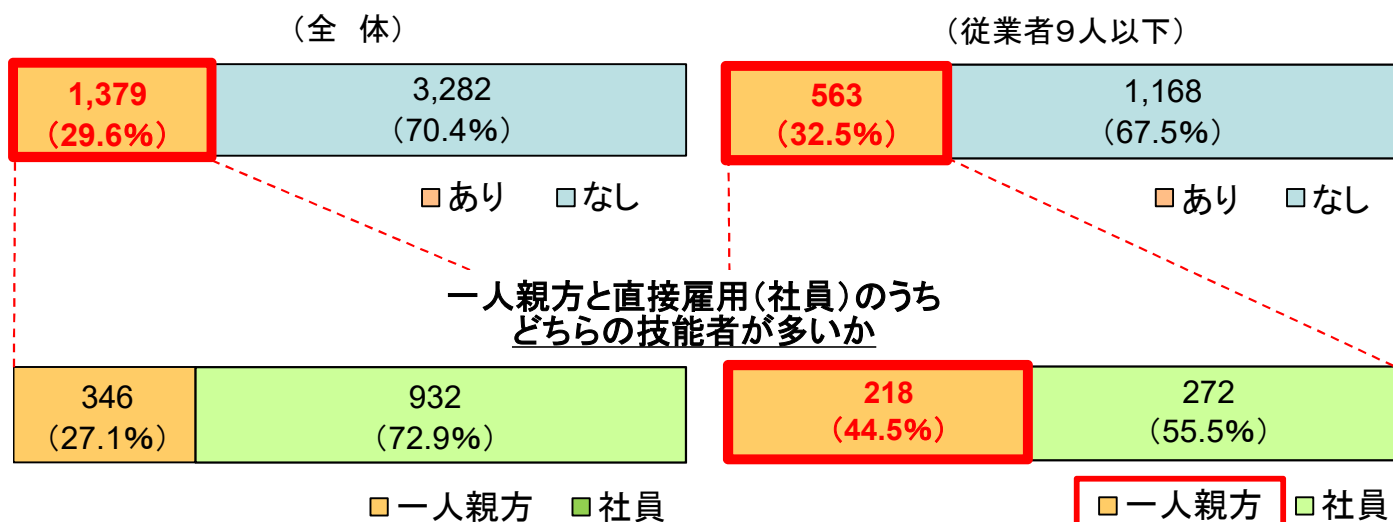 （全　体）
1,379
（29.6%）
3,282
（70.4%）
あり　なし
（従業者９人以下）
563
（32.5%）
1,168
（67.5%）
あり　なし
一人親方と直接雇用（社員）のうち
どちらの技能者が多いか
346
（27.1%）
932
（72.9%）
一人親方　社員
218
（44.5%）
272
（55.5%）
一人親方　社員